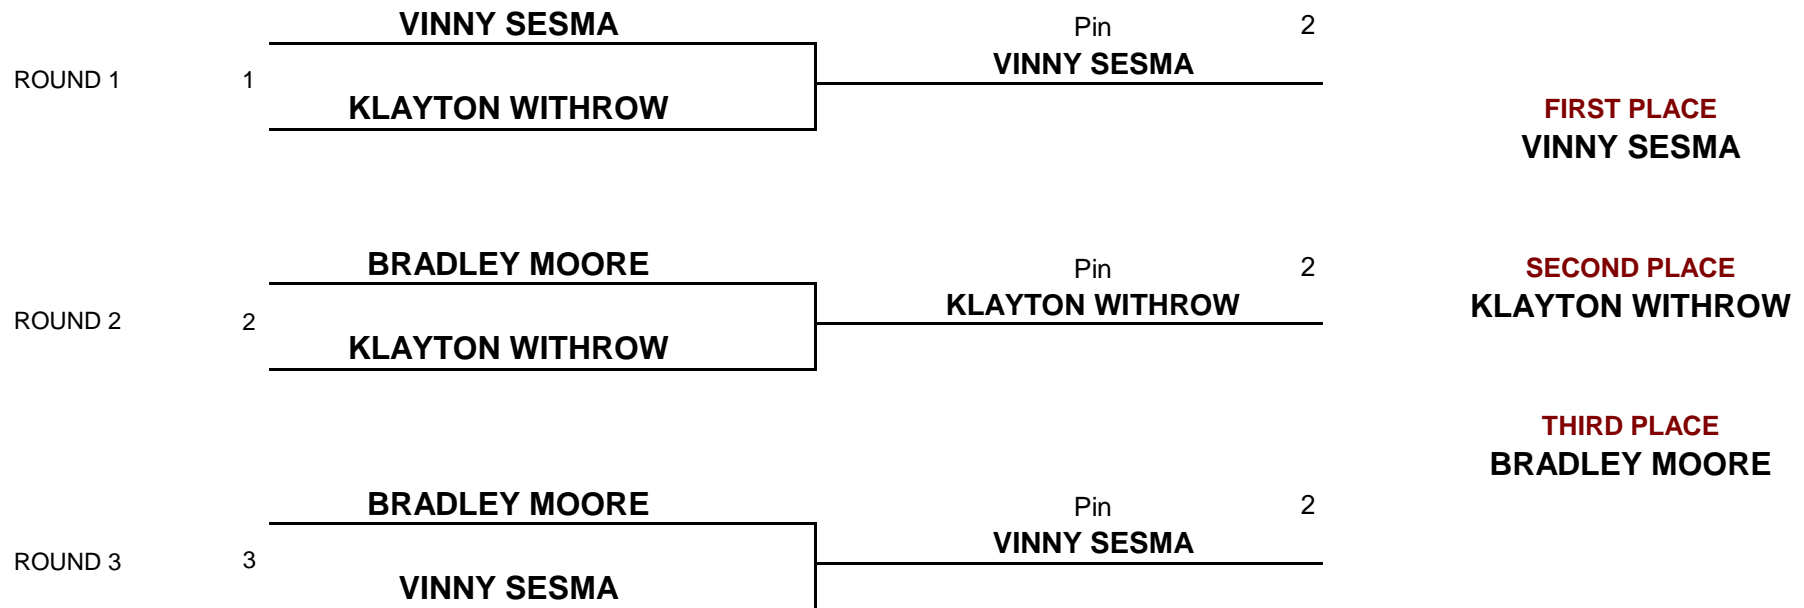 VINNY SESMA
Pin 2
VINNY SESMA
ROUND 1 1
KLAYTON WITHROW
FIRST PLACE
VINNY SESMA
BRADLEY MOORE
Pin 2
SECOND PLACE
KLAYTON WITHROW
KLAYTON WITHROW
ROUND 2 2
KLAYTON WITHROW
THIRD PLACE
BRADLEY MOORE
BRADLEY MOORE
Pin 2
VINNY SESMA
ROUND 3 3
VINNY SESMA